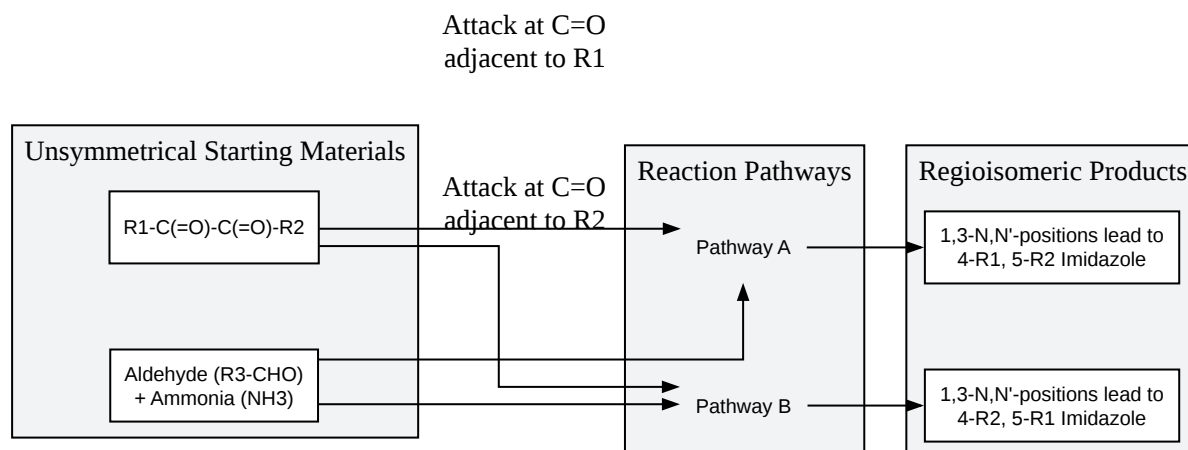 Attack at C=O
adjacent to R1
Unsymmetrical Starting Materials
R1-C(=O)-C(=O)-R2
Aldehyde (R3-CHO)
+ Ammonia (NH3)
Attack at C=O
adjacent to R2
Reaction Pathways
Pathway A
Pathway B
Regioisomeric Products
1,3-N,N'-positions lead to
4-R1, 5-R2 Imidazole
1,3-N,N'-positions lead to
4-R2, 5-R1 Imidazole